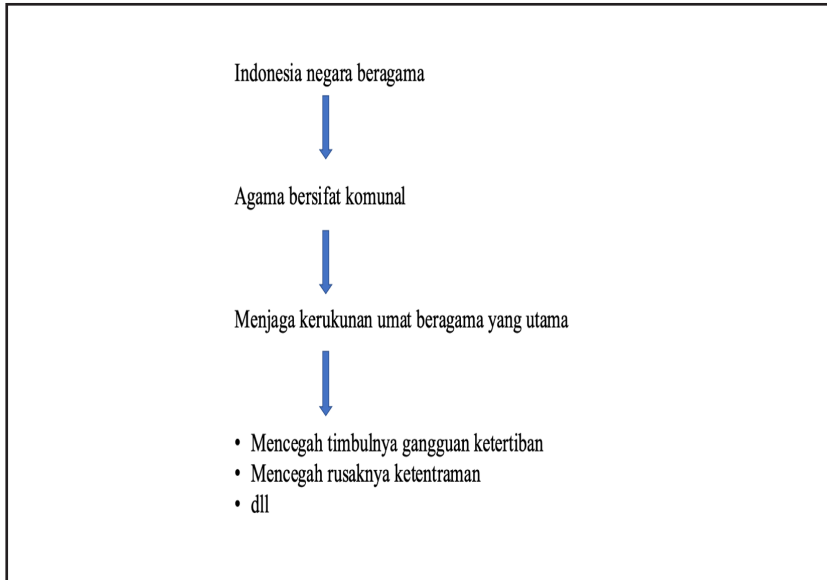 Indonesia negara beragama
Agama bersifat komunal
Menjaga kerukunan umat beragama yang utama
• Mencegah timbulnya gangguan ketertiban
• Mencegah rusaknya ketentraman
• dll